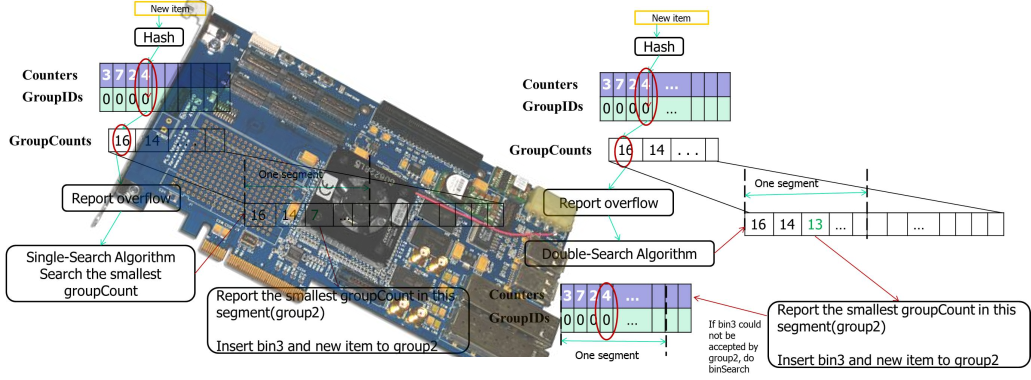 New item
Hash
Counters 3 7 2 4
GroupIDs 0 0 0 0
GroupCounts 16 14 . . .
Report overflow
One segment
16 14 7 ...
Single-Search Algorithm
Search the smallest
groupCount
Report the smallest groupCount in this
segment(group2)
Insert bin3 and new item to group2
New item
Hash
Counters 3 7 2 4 ...
GroupIDs 0 0 0 0 ...
GroupCounts 16 14 . . .
Report overflow
One segment
16 14 13 ... ...
Double-Search Algorithm
Counters 3 7 2 4 ...
GroupIDs 0 0 0 0 ...
One segment
If bin3 could
not be
accepted by
group2, do
binSearch
Report the smallest groupCount in this
segment(group2)
Insert bin3 and new item to group2